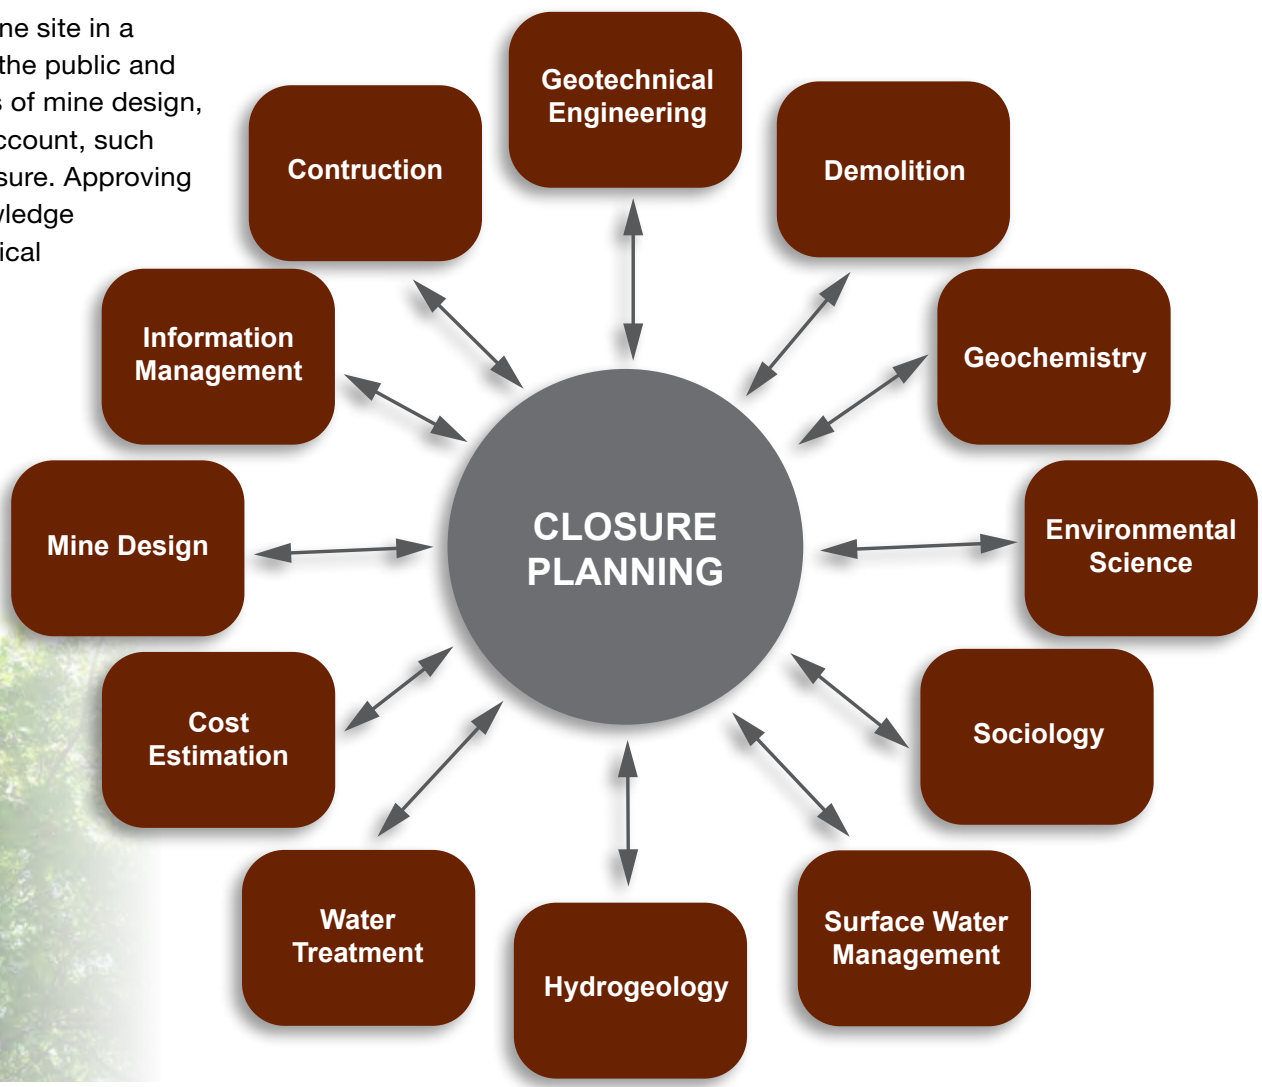 ne site in a
the public and
s of mine design,
ccount, such
sure. Approving
wledge
ical
Geotechnical
Engineering
Demolition
Geochemistry
Environmental
Science
Sociology
Surface Water
Management
Hydrogeology
Water
Treatment
Cost
Estimation
Mine Design
Information
Management
Contruction
CLOSURE
PLANNING